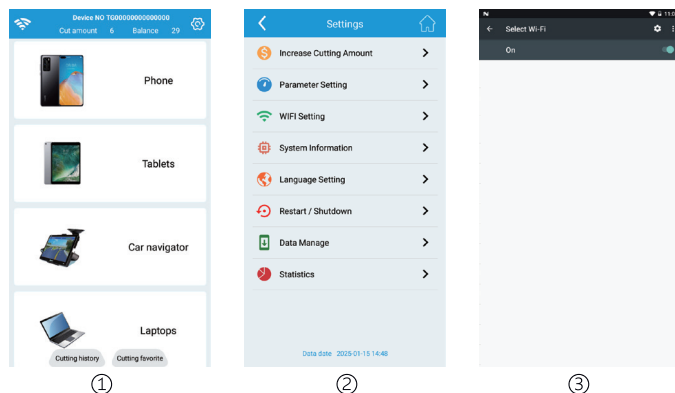 Device NO TG00000000000000
Cut amount 6 Balance 29
Phone
Tablets
Car navigator
Laptops
Cutting history Cutting favorite
①
Settings
Increase Cutting Amount
Parameter Setting
WIFI Setting
System Information
Language Setting
Restart / Shutdown
Data Manage
Statistics
Data date 2025-01-15 14:48
②
Select Wi-Fi
On
③